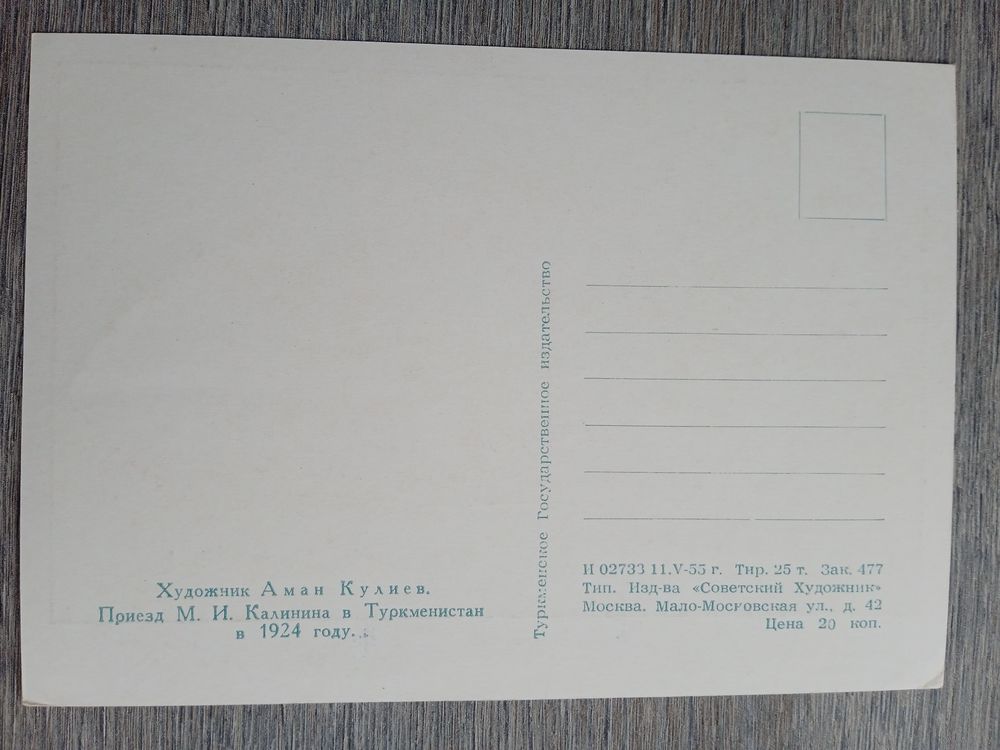 Художник Аман Кулиев.
Приезд М. И. Калинина в Туркменистан
в 1924 году.
Туркменское Государственное издательство
И 02733 11.V-55 г. Тир. 25 т. Зак. 477
Тип. Изд-ва «Советский Художник»
Москва. Мало-Московская ул., д. 42
Цена 20 коп.